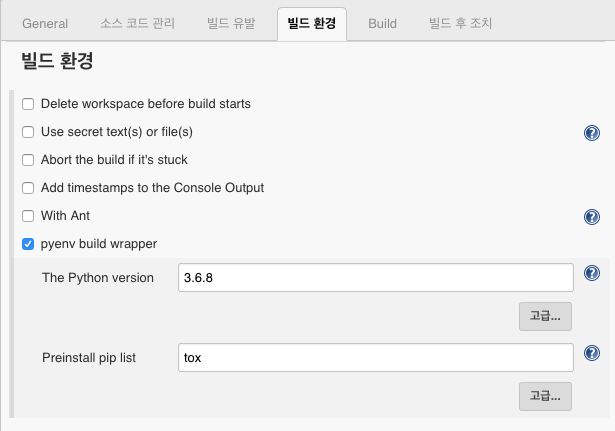 General 소스 코드 관리 빌드 유발 빌드 환경 Build 빌드 후 조치
빌드 환경
Delete workspace before build starts
Use secret text(s) or file(s)
Abort the build if it's stuck
Add timestamps to the Console Output
With Ant
pyenv build wrapper
The Python version 3.6.8
고급...
Preinstall pip list tox
고급...